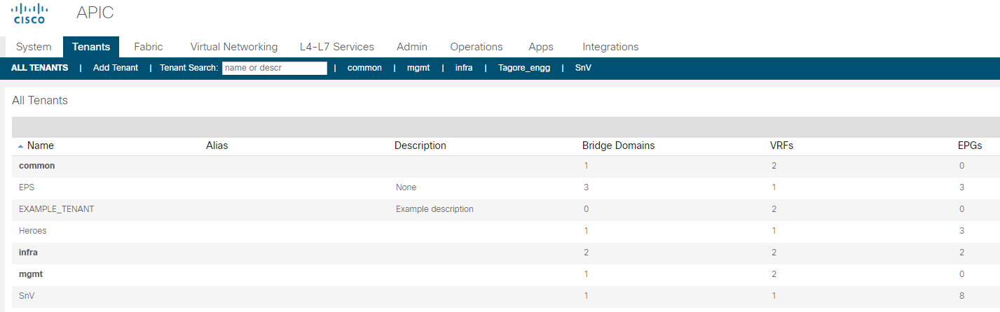 CISCO APIC
System Tenants Fabric Virtual Networking L4-L7 Services Admin Operations Apps Integrations
ALL TENANTS | Add Tenant | Tenant Search: name or descr | common | mgmt | infra | Tagore_engg | SnV
All Tenants
Name Alias Description Bridge Domains VRFs EPGs
common 1 2 0
EPS None 3 1 3
EXAMPLE_TENANT Example description 0 2 0
Heroes 1 1 3
infra 2 2 2
mgmt 1 2 0
SnV 1 1 8